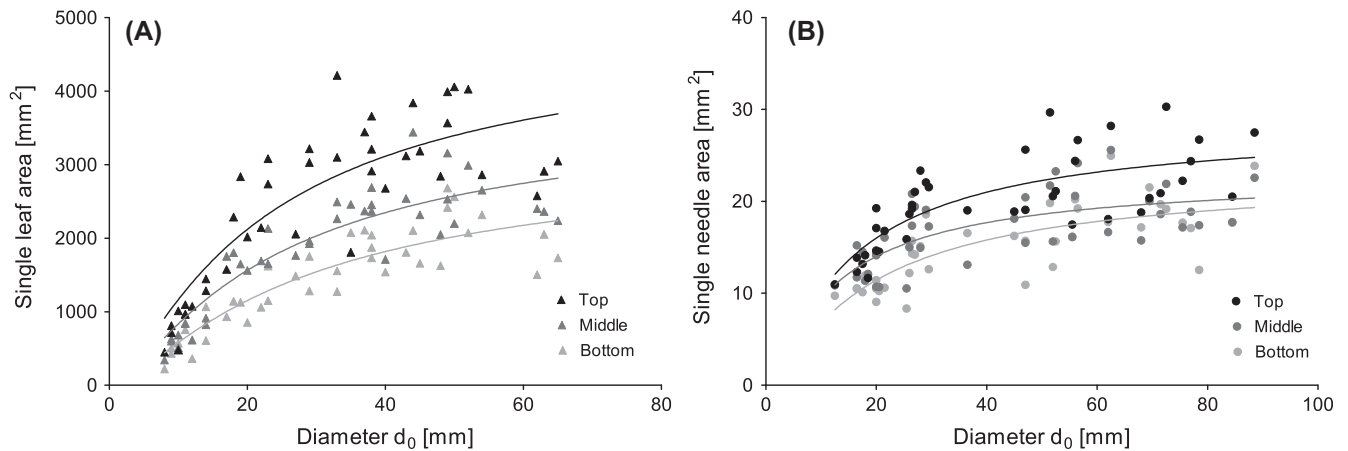 (A)
Single leaf area [mm²]
5000
4000
3000
2000
1000
0
Top
Middle
Bottom
0 20 40 60 80
Diameter d₀ [mm]
(B)
Single needle area [mm²]
40
30
20
10
0
Top
Middle
Bottom
0 20 40 60 80 100
Diameter d₀ [mm]